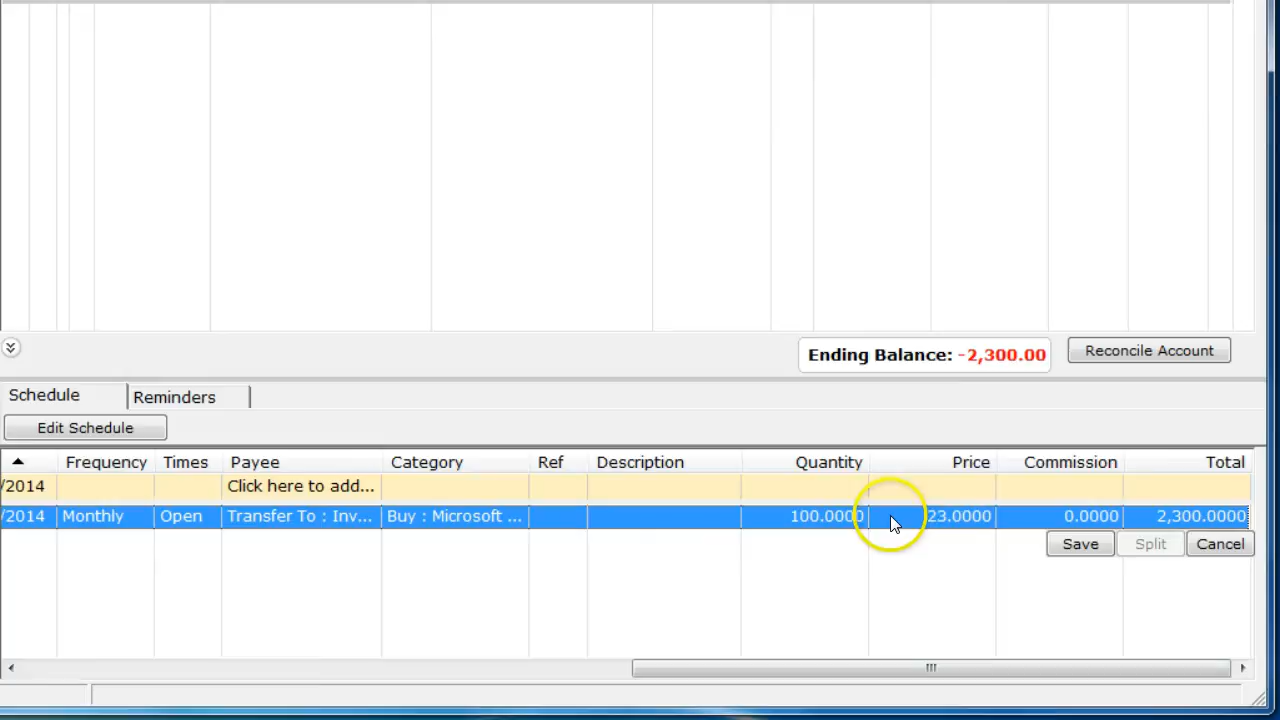 Ending Balance: -2,300.00 Reconcile Account
Schedule Reminders
Edit Schedule
Frequency Times Payee Category Ref Description Quantity Price Commission Total
/2014 Click here to add...
/2014 Monthly Open Transfer To : Inv... Buy : Microsoft ... 100.0000 23.0000 0.0000 2,300.0000
Save Split Cancel